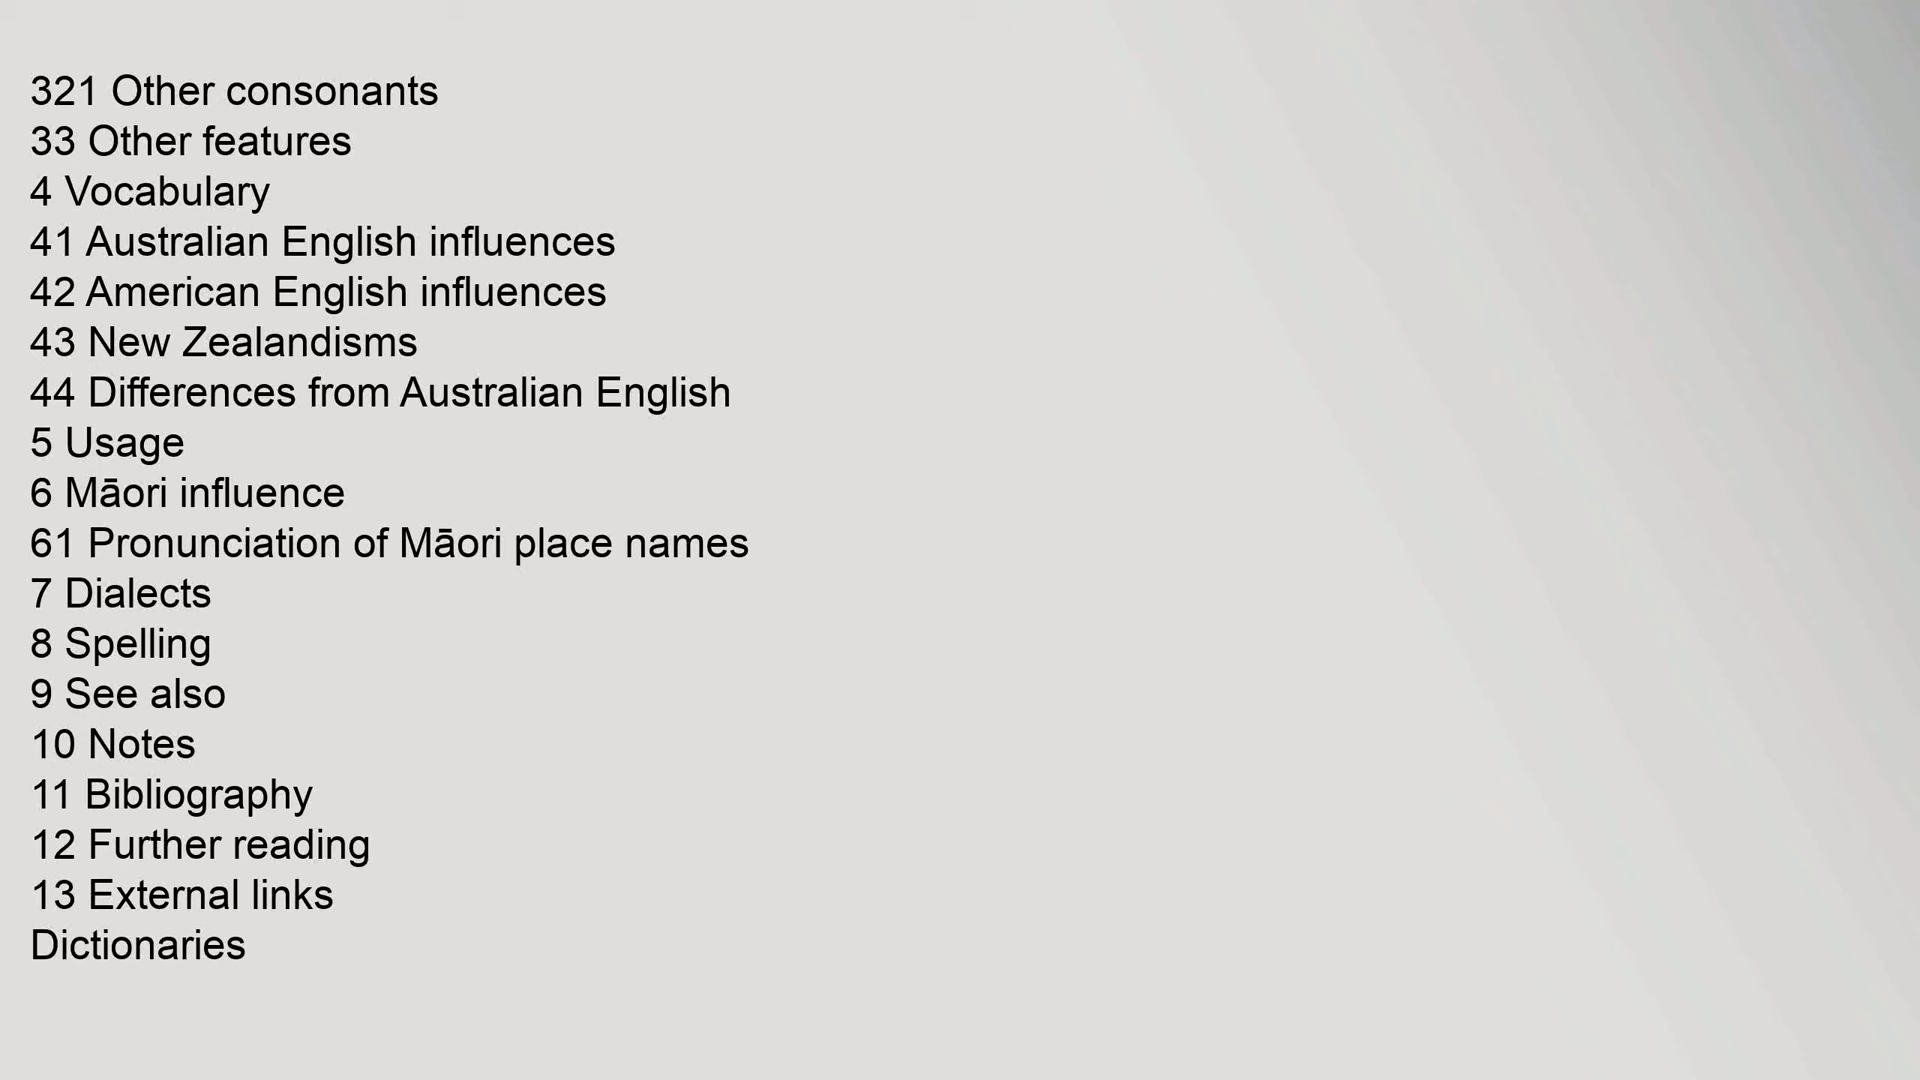 321 Other consonants
33 Other features
4 Vocabulary
41 Australian English influences
42 American English influences
43 New Zealandisms
44 Differences from Australian English
5 Usage
6 Māori influence
61 Pronunciation of Māori place names
7 Dialects
8 Spelling
9 See also
10 Notes
11 Bibliography
12 Further reading
13 External links
Dictionaries